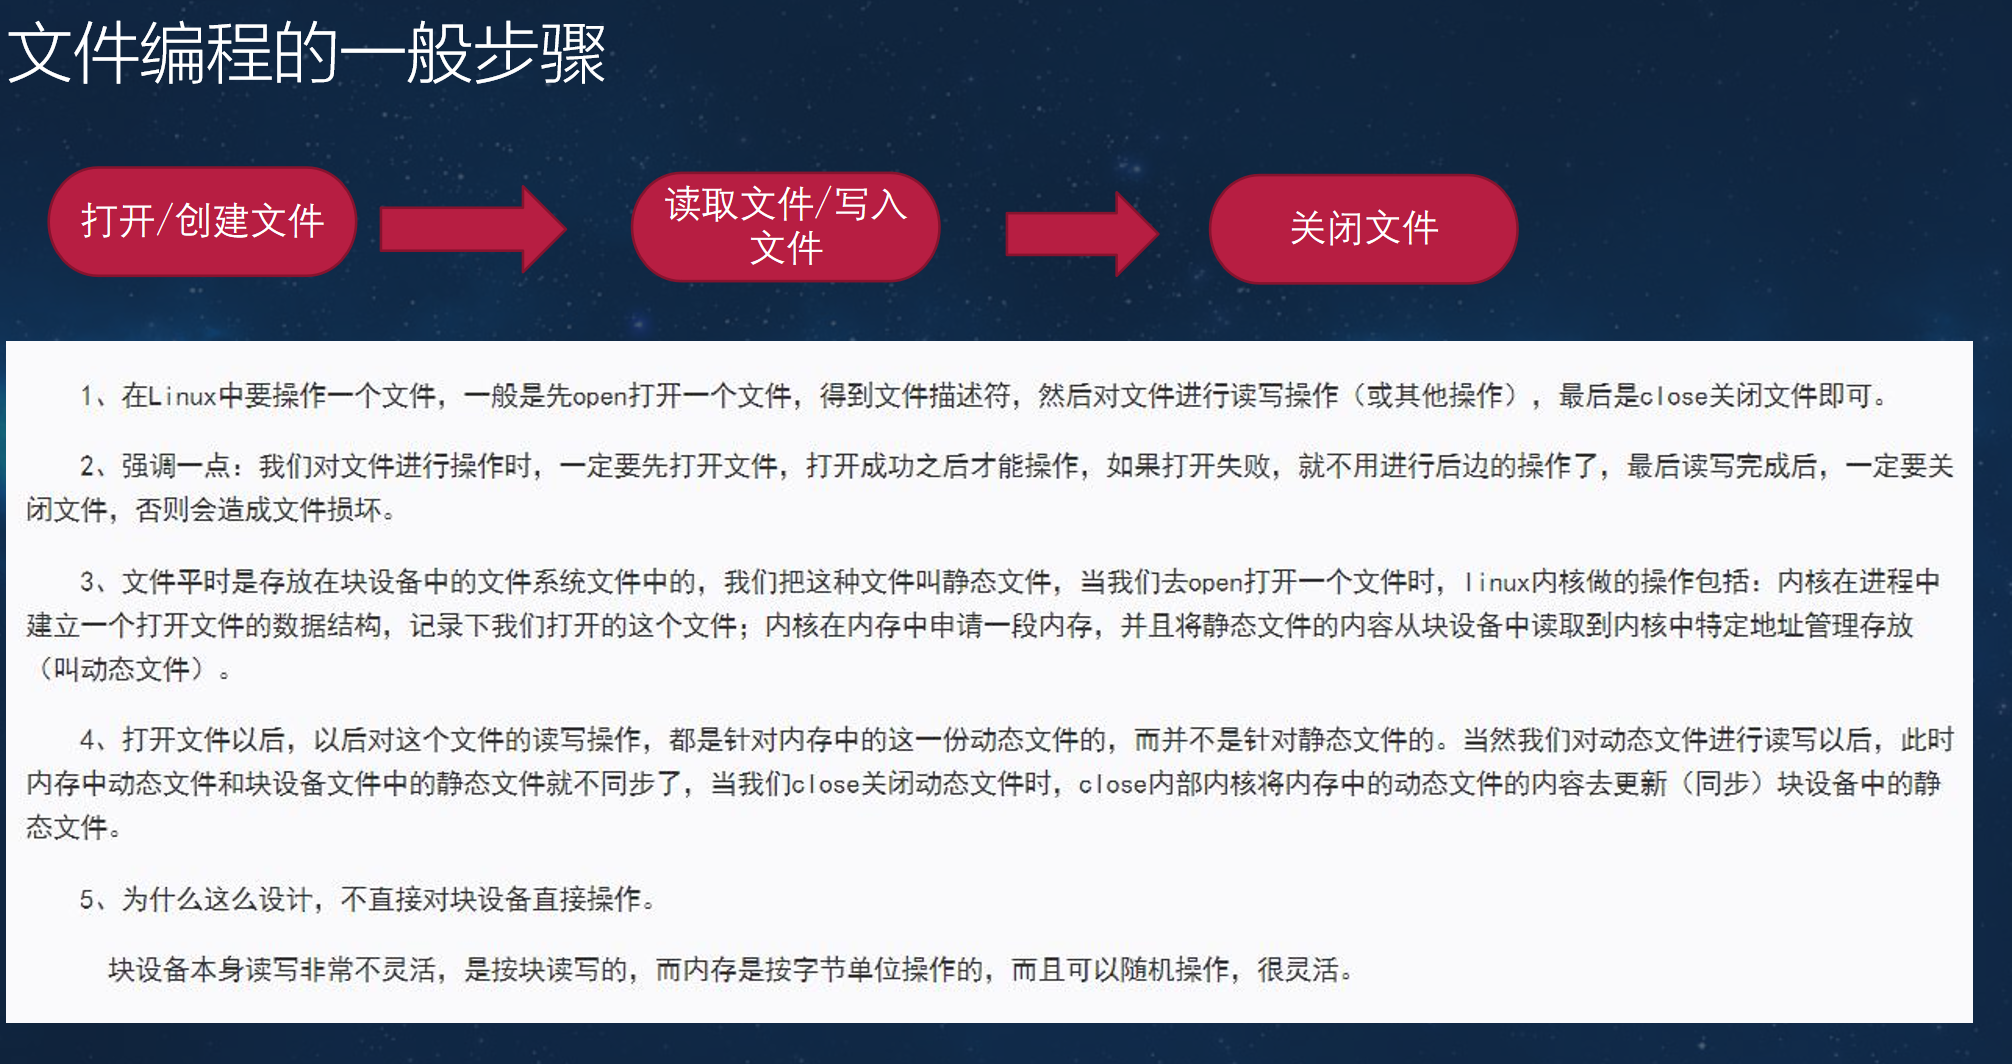 文件编程的一般步骤
打开/创建文件
读取文件/写入
文件
关闭文件
1、在Linux中要操作一个文件，一般是先open打开一个文件，得到文件描述符，然后对文件进行读写操作（或其他操作），最后是close关闭文件即可。
2、强调一点：我们对文件进行操作时，一定要先打开文件，打开成功之后才能操作，如果打开失败，就不用进行后边的操作了，最后读写完成后，一定要关
闭文件，否则会造成文件损坏。
3、文件平时是存放在块设备中的文件系统文件中的，我们把这种文件叫静态文件，当我们去open打开一个文件时，linux内核做的操作包括：内核在进程中
建立一个打开文件的数据结构，记录下我们打开的这个文件；内核在内存中申请一段内存，并且将静态文件的内容从块设备中读取到内核中特定地址管理存放
（叫动态文件）。
4、打开文件以后，以后对这个文件的读写操作，都是针对内存中的这一份动态文件的，而并不是针对静态文件的。当然我们对动态文件进行读写以后，此时
内存中动态文件和块设备文件中的静态文件就不同步了，当我们close关闭动态文件时，close内部内核将内存中的动态文件的内容去更新（同步）块设备中的静
态文件。
5、为什么这么设计，不直接对块设备直接操作。
块设备本身读写非常不灵活，是按块读写的，而内存是按字节单位操作的，而且可以随机操作，很灵活。